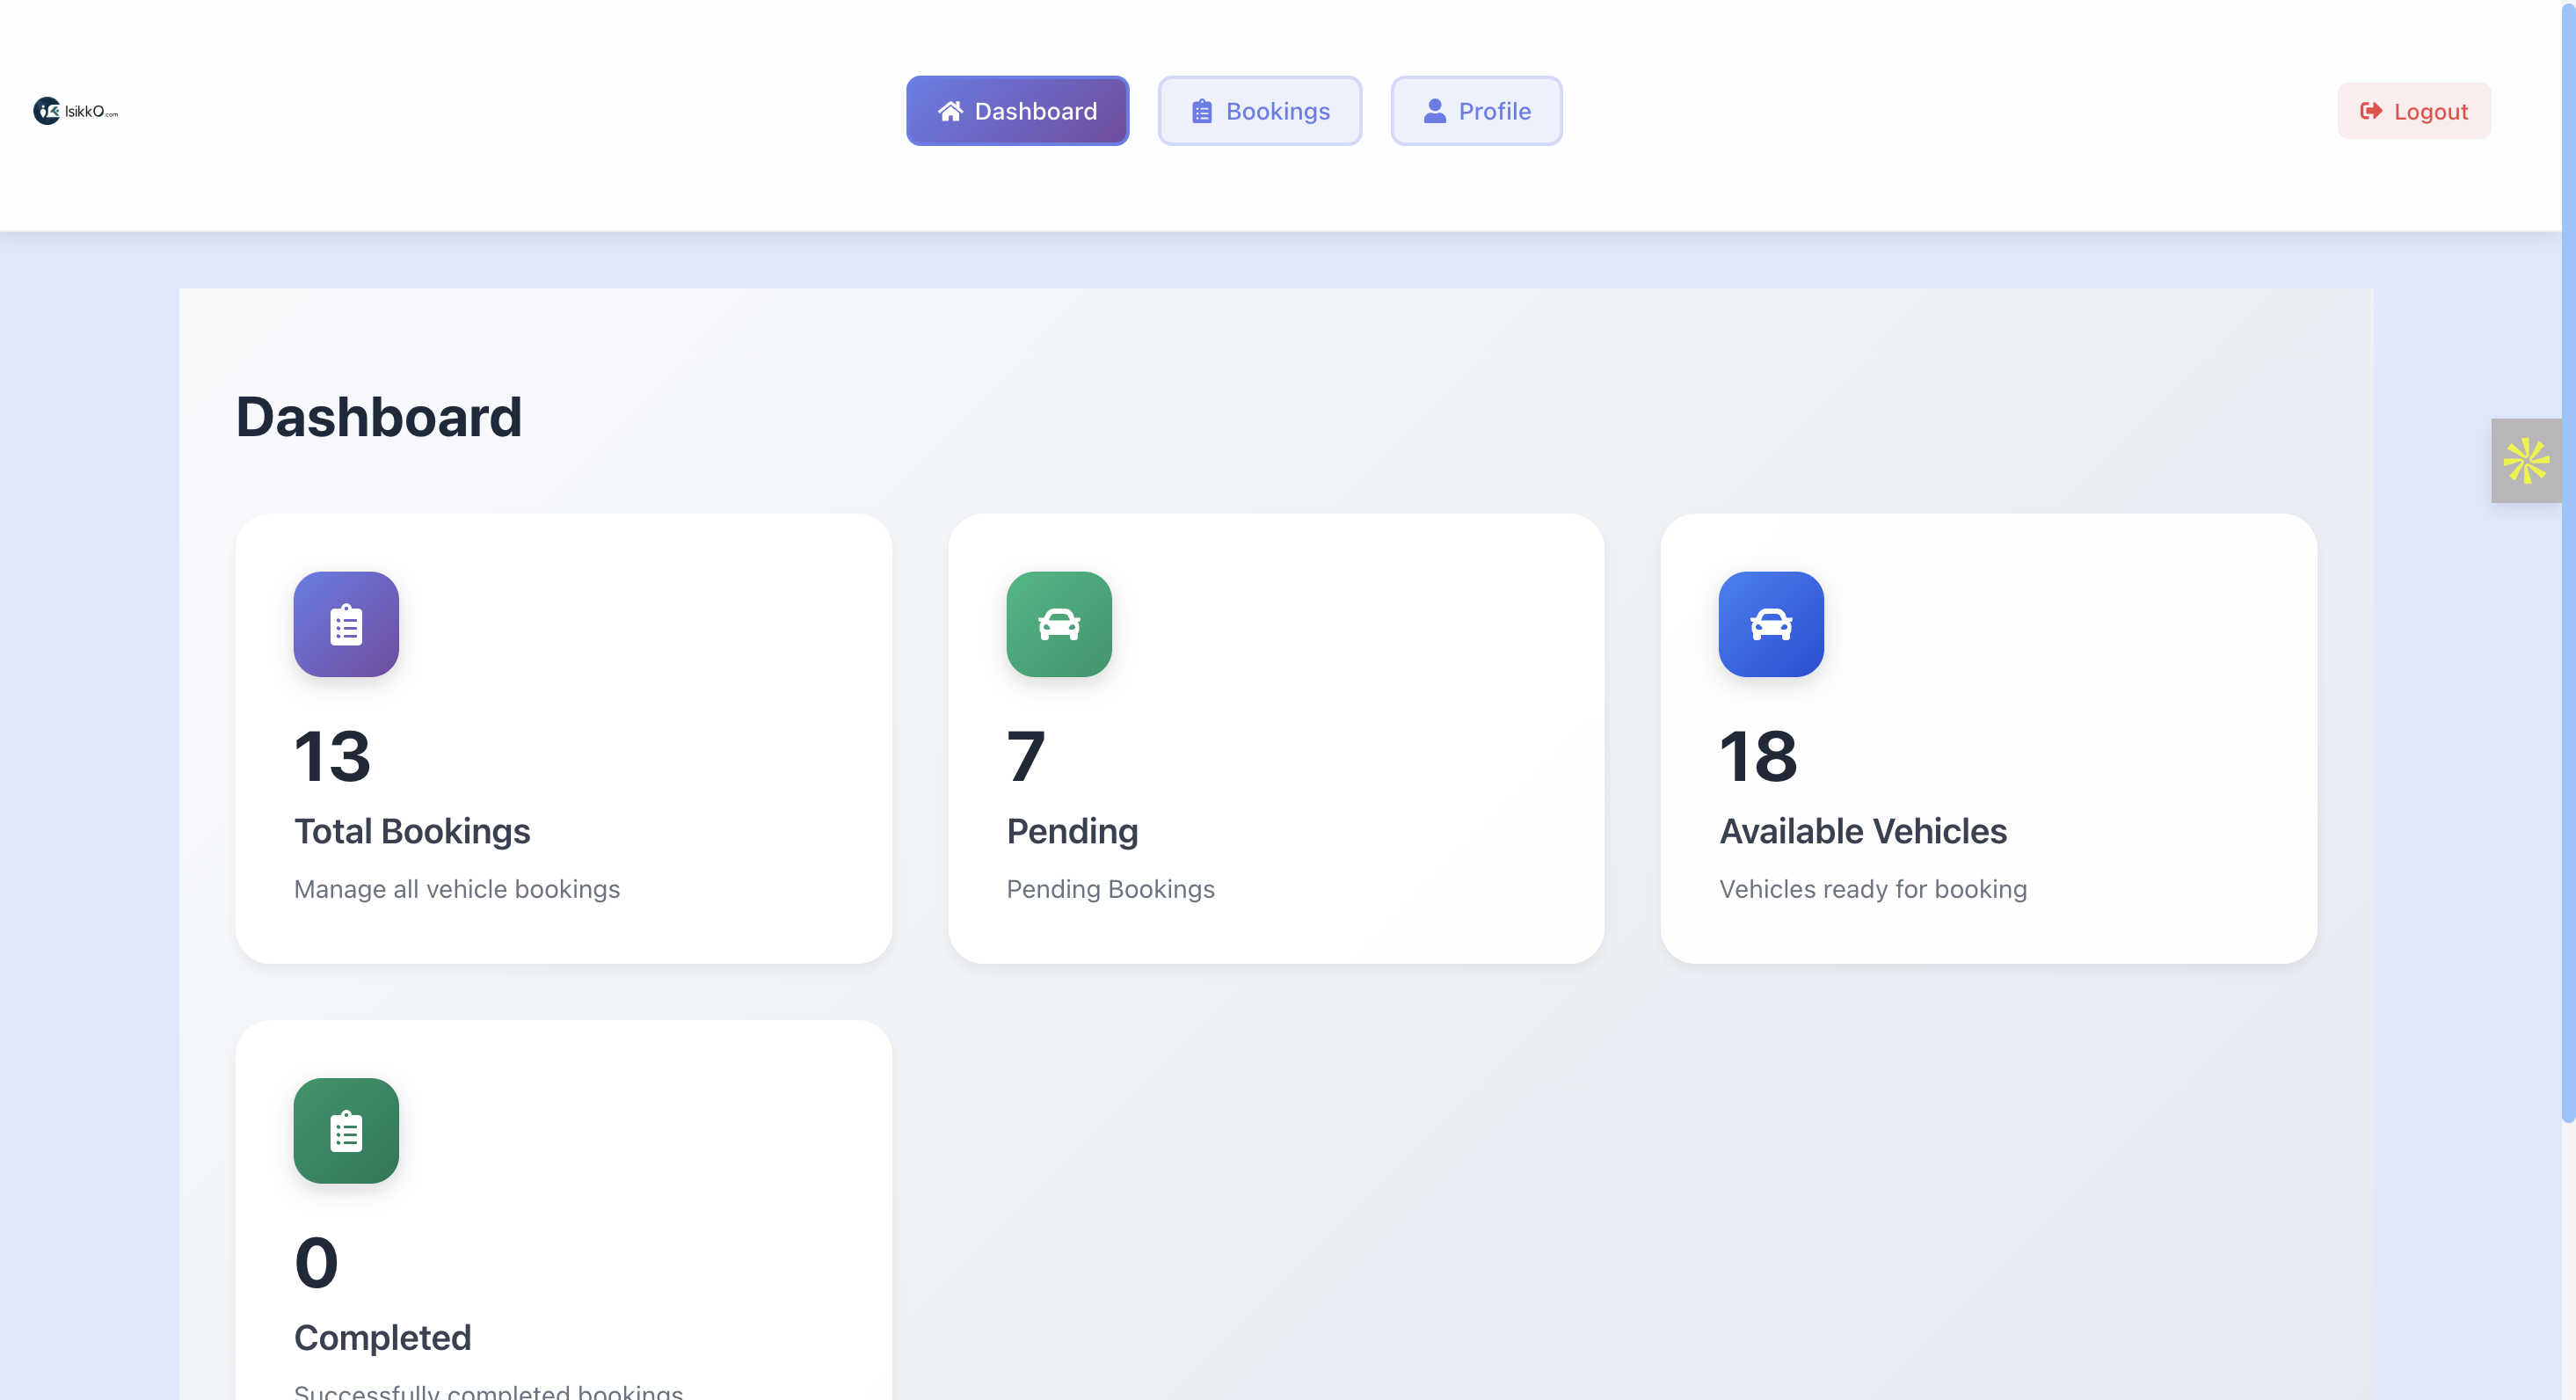 IsikkO.com
Dashboard
Bookings
Profile
Logout
Dashboard
13
Total Bookings
Manage all vehicle bookings
7
Pending
Pending Bookings
18
Available Vehicles
Vehicles ready for booking
0
Completed
Successfully completed bookings